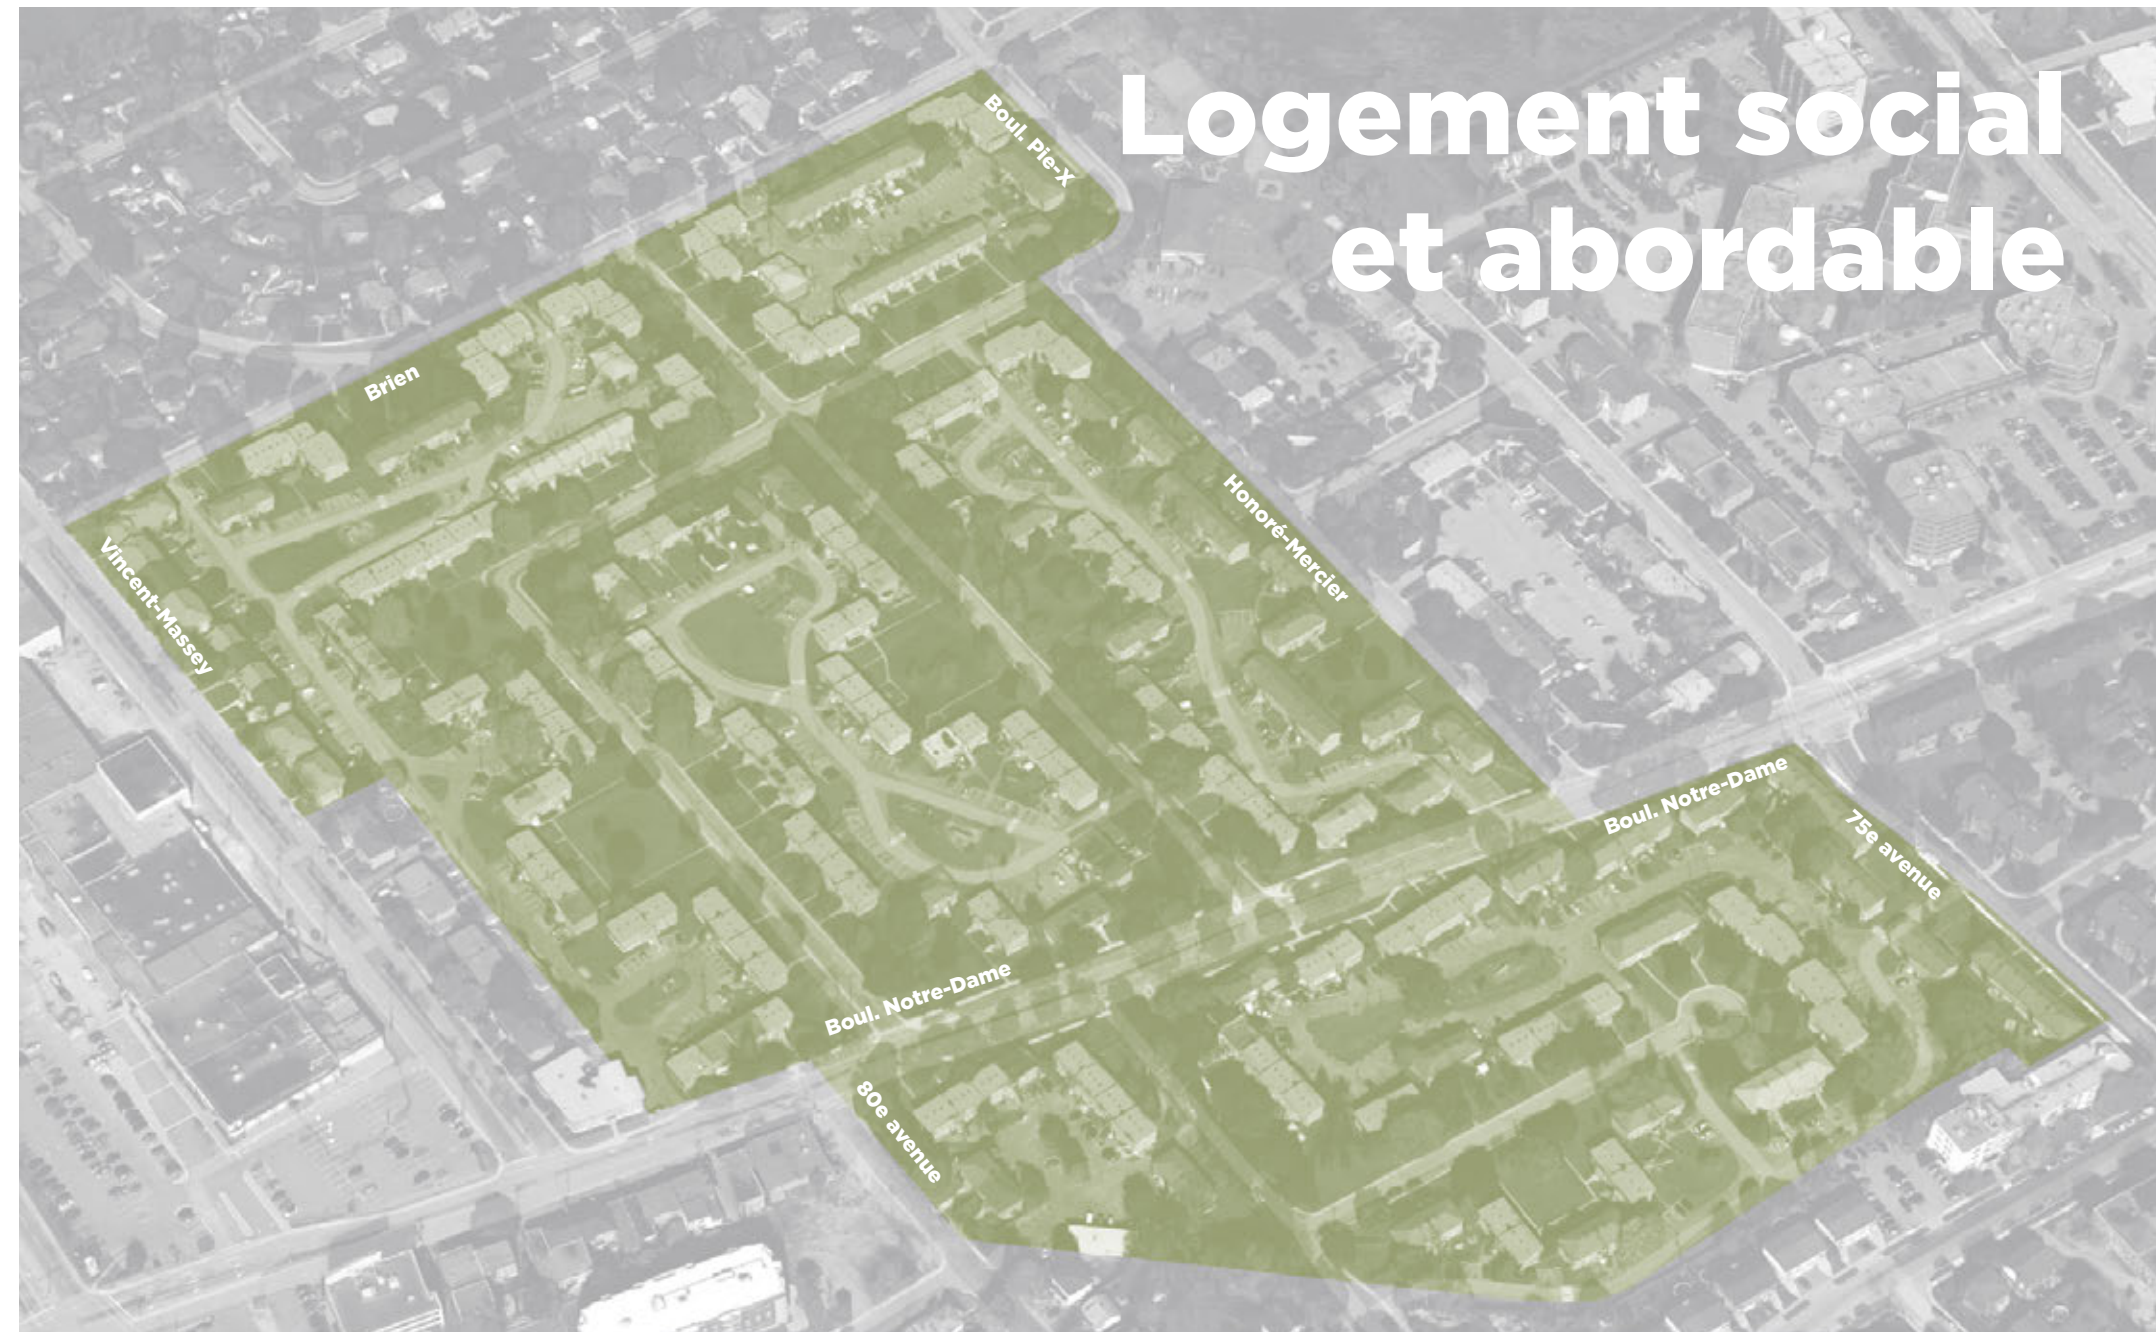 Logement social
et abordable
Boul. Pie-X
Brien
Honoré-Mercier
Vincent-Massey
Boul. Notre-Dame
75e avenue
Boul. Notre-Dame
80e avenue